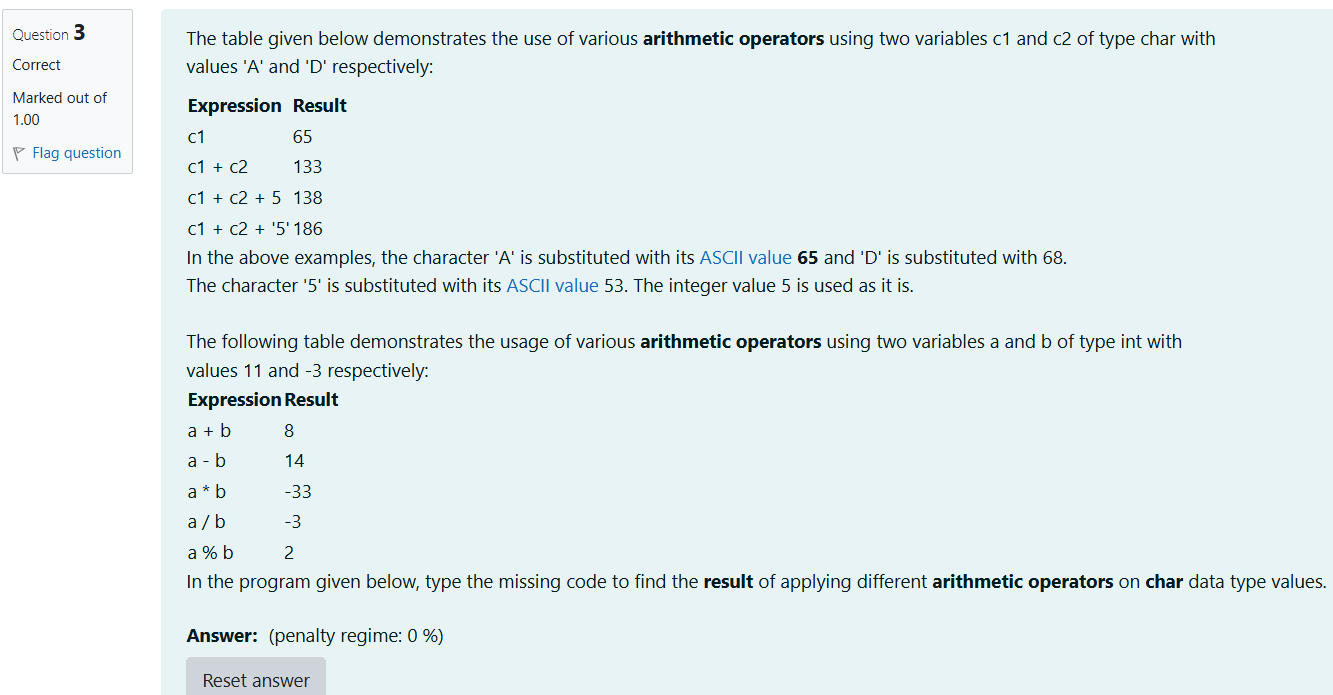 Question 3
Correct
Marked out of
1.00
Flag question
The table given below demonstrates the use of various arithmetic operators using two variables c1 and c2 of type char with
values 'A' and 'D' respectively:
Expression Result
c1 65
c1 + c2 133
c1 + c2 + 5 138
c1 + c2 + '5' 186
In the above examples, the character 'A' is substituted with its ASCII value 65 and 'D' is substituted with 68.
The character '5' is substituted with its ASCII value 53. The integer value 5 is used as it is.
The following table demonstrates the usage of various arithmetic operators using two variables a and b of type int with
values 11 and -3 respectively:
Expression Result
a + b 8
a - b 14
a * b -33
a / b -3
a % b 2
In the program given below, type the missing code to find the result of applying different arithmetic operators on char data type values.
Answer: (penalty regime: 0 %)
Reset answer